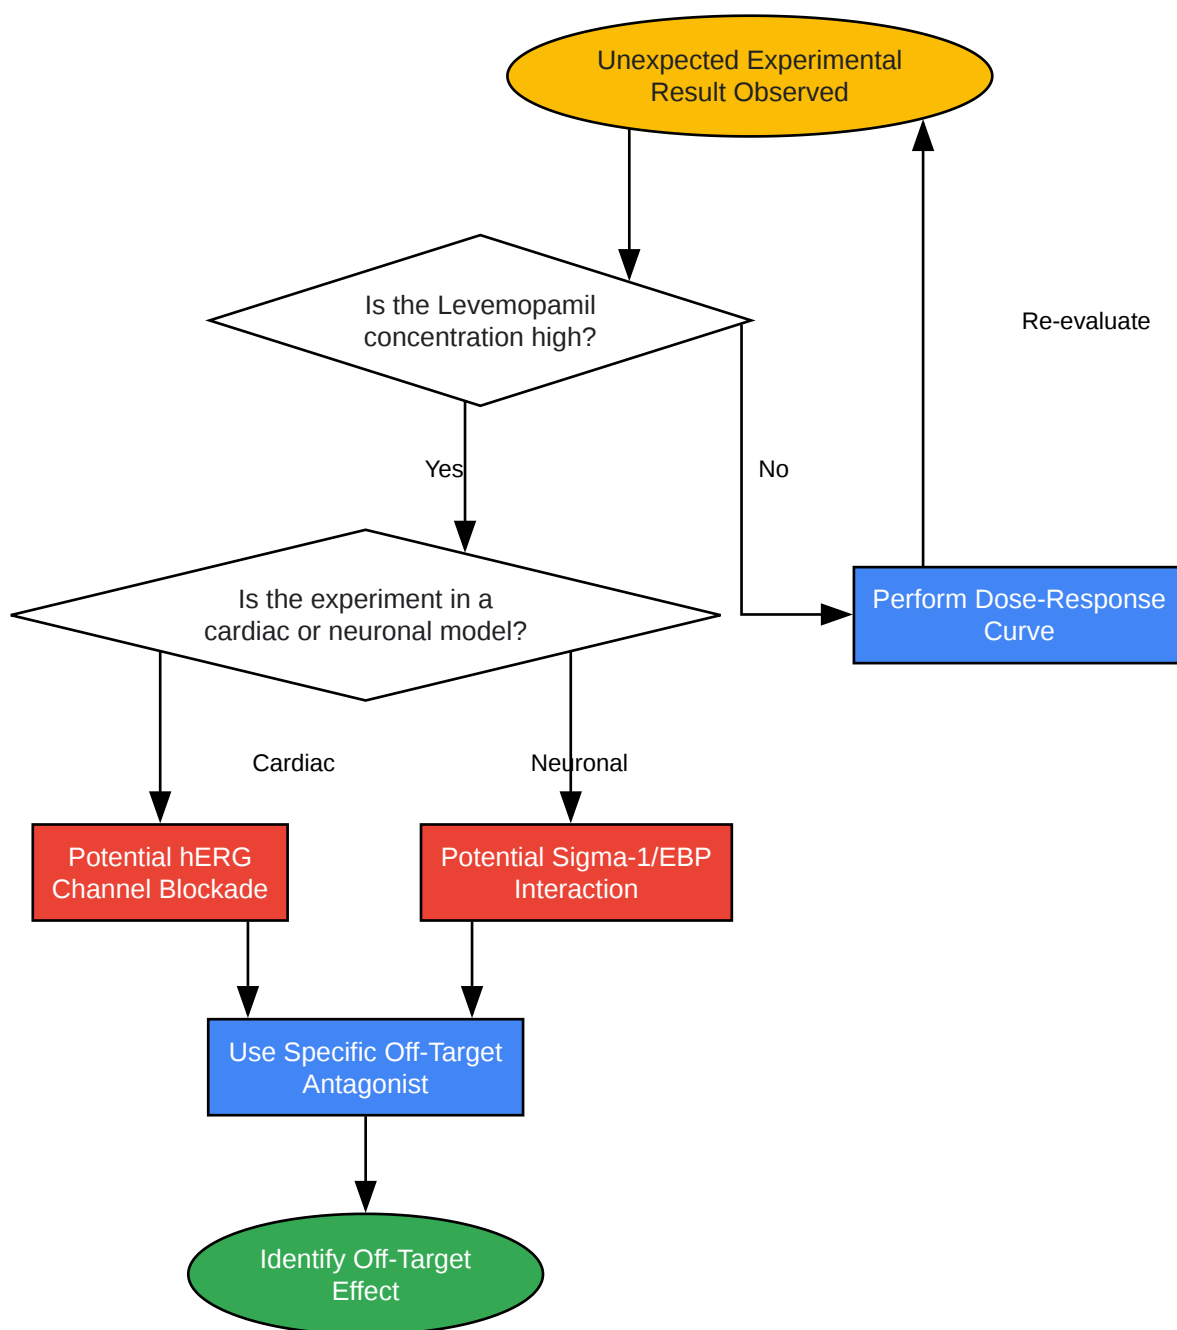 Unexpected Experimental
Result Observed
Is the Levemopamil
concentration high?
Re-evaluate
Yes
No
Is the experiment in a
cardiac or neuronal model?
Perform Dose-Response
Curve
Cardiac
Neuronal
Potential hERG
Channel Blockade
Potential Sigma-1/EBP
Interaction
Use Specific Off-Target
Antagonist
Identify Off-Target
Effect